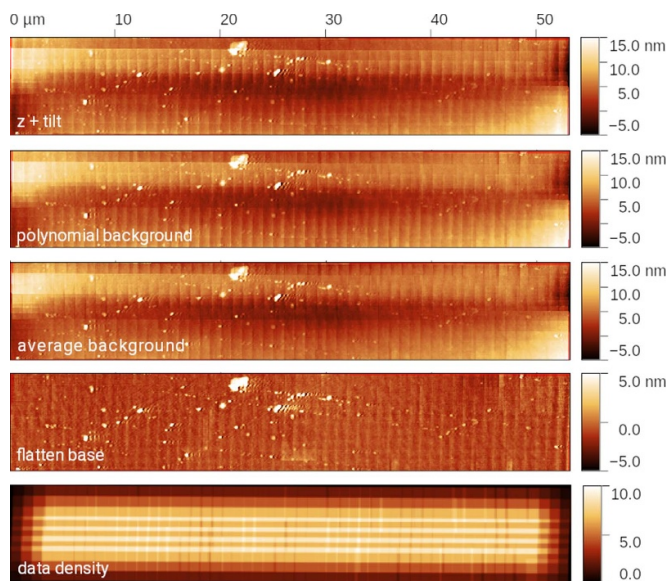 0 µm 10 20 30 40 50
15.0 nm
10.0
5.0
−5.0
z + tilt
15.0 nm
10.0
5.0
−5.0
polynomial background
15.0 nm
10.0
5.0
−5.0
average background
5.0 nm
0.0
−5.0
flatten base
10.0
5.0
0.0
data density